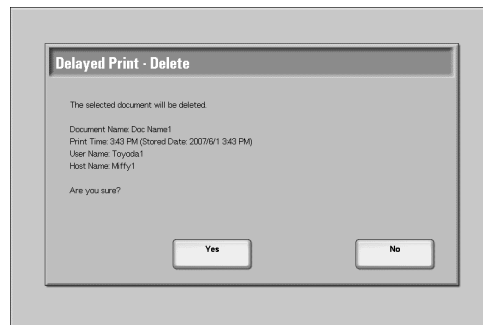 Delayed Print - Delete
The selected document will be deleted.
Document Name: Doc Name1
Print Time: 3:43 PM (Stored Date: 2007/6/1 3:43 PM)
User Name: Toyoda1
Host Name: Miffy1
Are you sure?
Yes
No